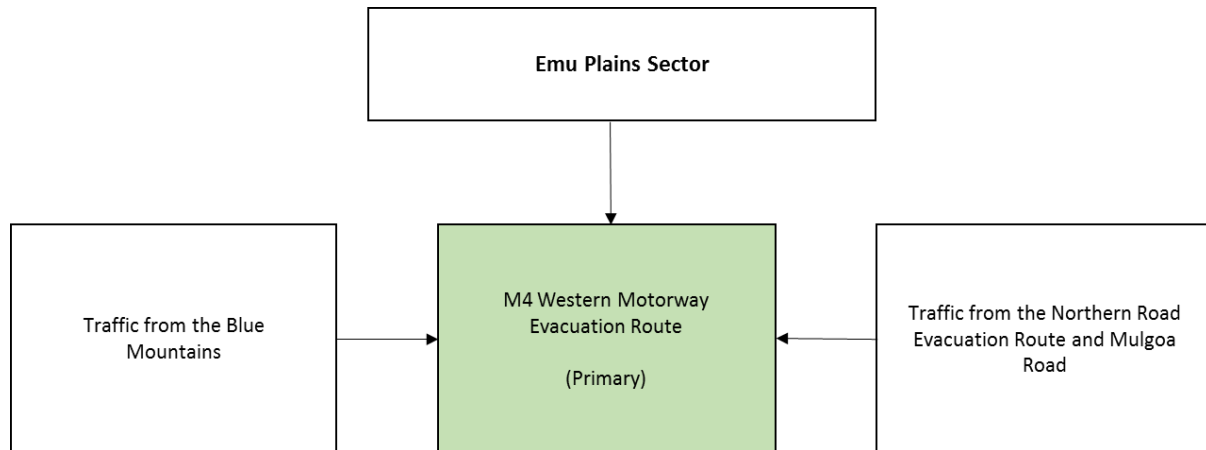 Emu Plains Sector
Traffic from the Blue
Mountains
M4 Western Motorway
Evacuation Route
(Primary)
Traffic from the Northern Road
Evacuation Route and Mulgoa
Road